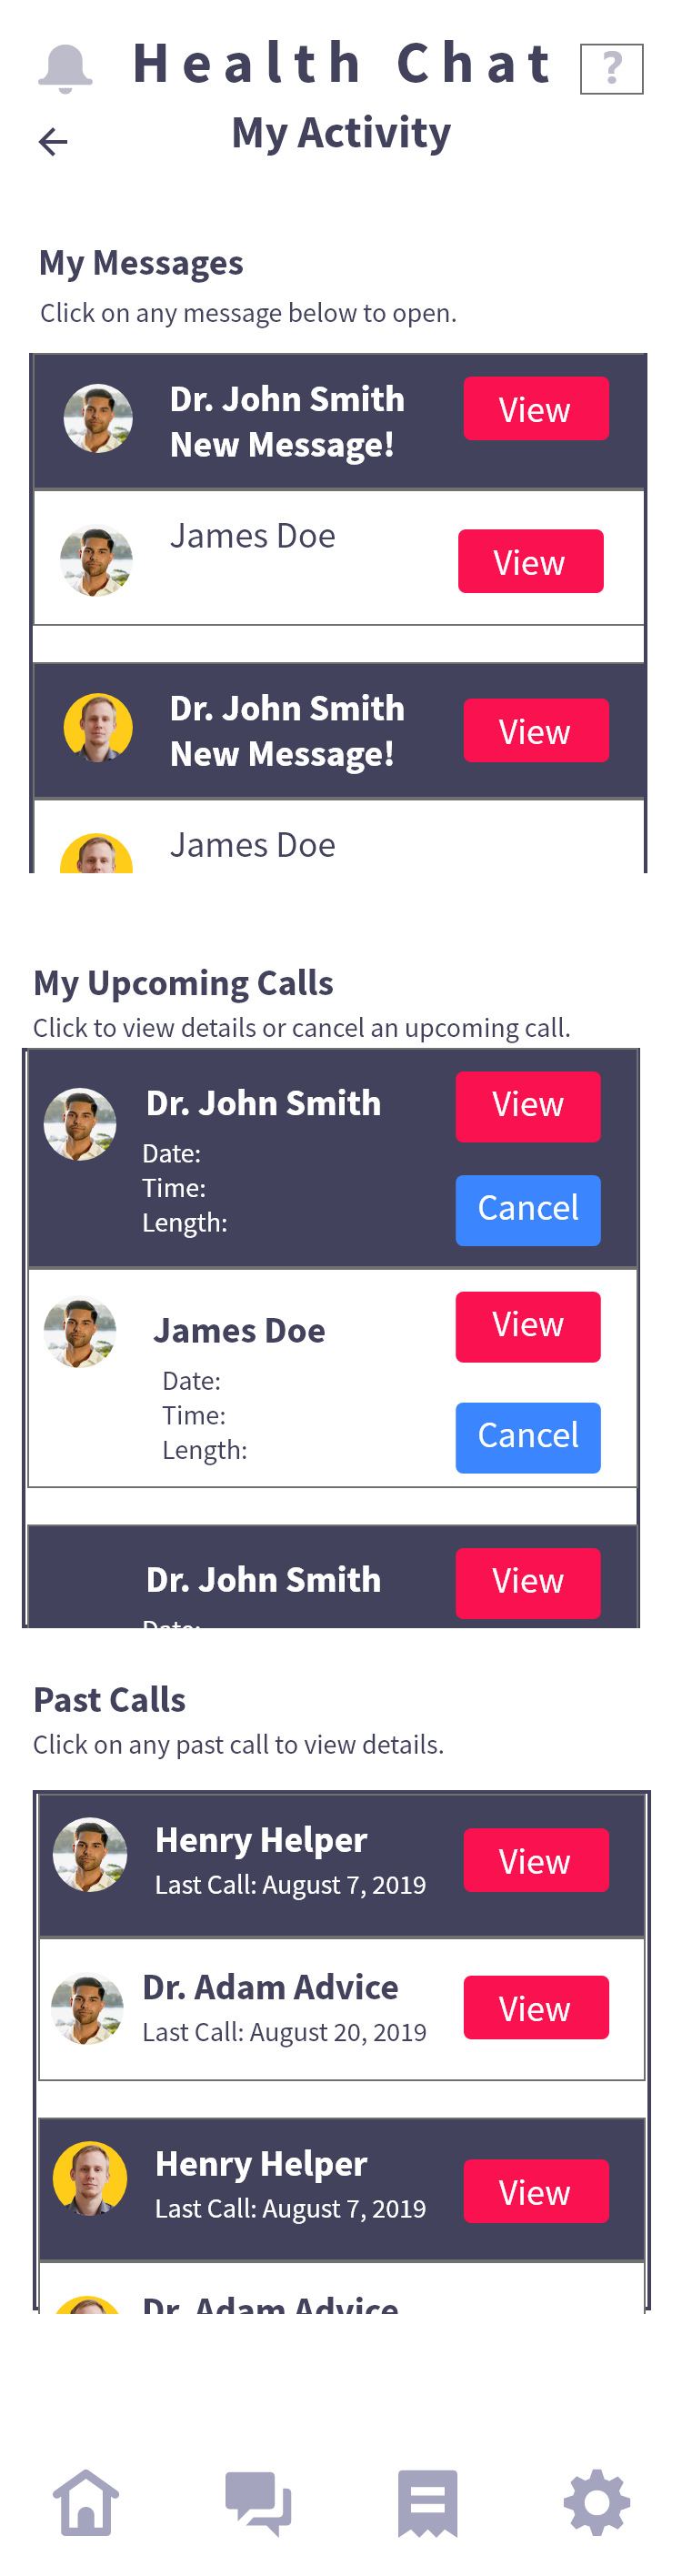 Health Chat
?
My Activity
My Messages
Click on any message below to open.
Dr. John Smith
New Message!
View
James Doe
View
Dr. John Smith
New Message!
View
James Doe
My Upcoming Calls
Click to view details or cancel an upcoming call.
Dr. John Smith
View
Date:
Time:
Length:
Cancel
James Doe
View
Date:
Time:
Length:
Cancel
Dr. John Smith
View
Date:
Past Calls
Click on any past call to view details.
Henry Helper
Last Call: August 7, 2019
View
Dr. Adam Advice
Last Call: August 20, 2019
View
Henry Helper
Last Call: August 7, 2019
View
Dr. Adam Advice